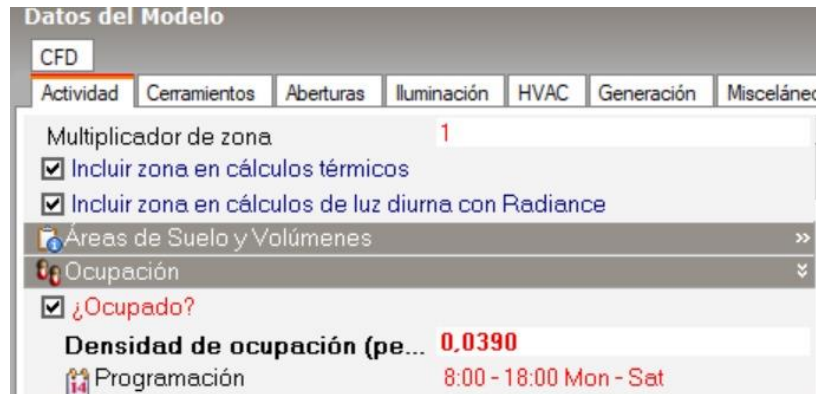 Datos del Modelo
CFD
Actividad Cerramientos Aberturas Iluminación HVAC Generación Misceláneo
Multiplicador de zona 1
Incluir zona en cálculos térmicos
Incluir zona en cálculos de luz diurna con Radiance
Áreas de Suelo y Volúmenes »
Ocupación
¿Ocupado?
Densidad de ocupación (pe... 0,0390
14 Programación 8:00 - 18:00 Mon - Sat